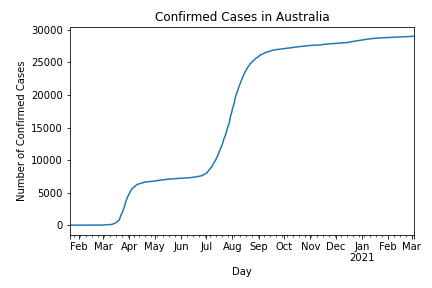 Confirmed Cases in Australia
30000
25000
20000
15000
10000
5000
0
Number of Confirmed Cases
Feb Mar Apr May Jun Jul Aug Sep Oct Nov Dec Jan Feb Mar
2021
Day